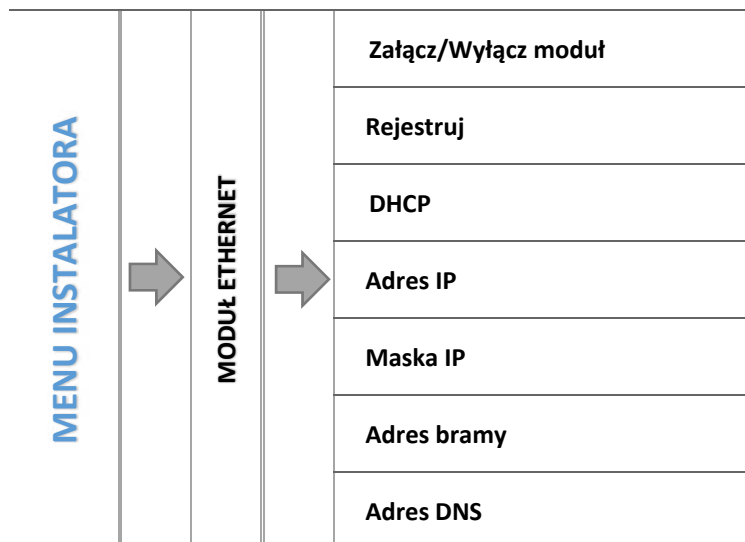 MENU INSTALATORA
MODUŁ ETHERNET
Załącz/Wyłącz moduł
Rejestruj
DHCP
Adres IP
Maska IP
Adres bramy
Adres DNS